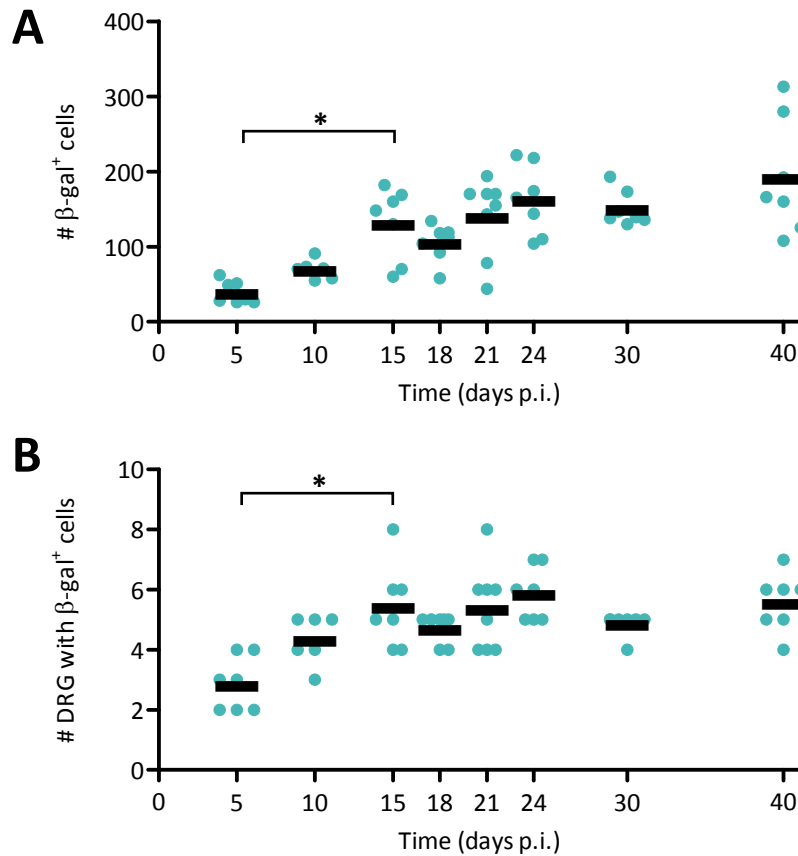 A
# β-gal⁺ cells
400
300
200
100
0
*
0 5 10 15 18 21 24 30 40
Time (days p.i.)
B
# DRG with β-gal⁺ cells
10
8
6
4
2
0
*
0 5 10 15 18 21 24 30 40
Time (days p.i.)